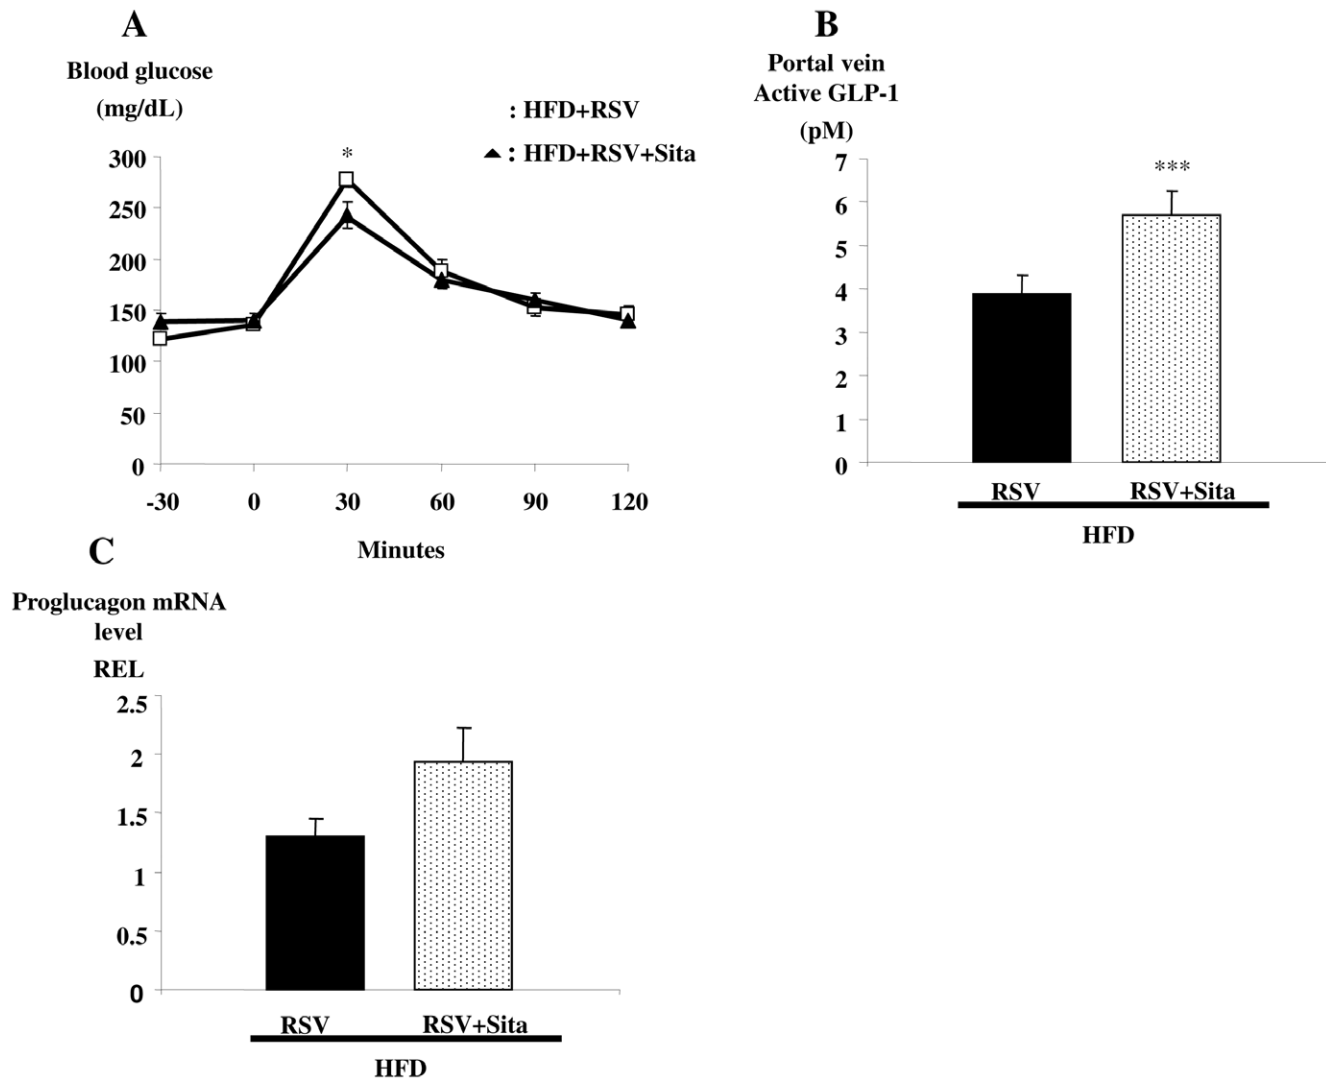 A
Blood glucose
(mg/dL)
: HFD+RSV
▲ : HFD+RSV+Sita
300
250
200
150
100
50
0
*
-30 0 30 60 90 120
Minutes
B
Portal vein
Active GLP-1
(pM)
7
6
5
4
3
2
1
0
***
RSV RSV+Sita
HFD
C
Proglucagon mRNA
level
REL
2.5
2
1.5
1
0.5
0
RSV RSV+Sita
HFD